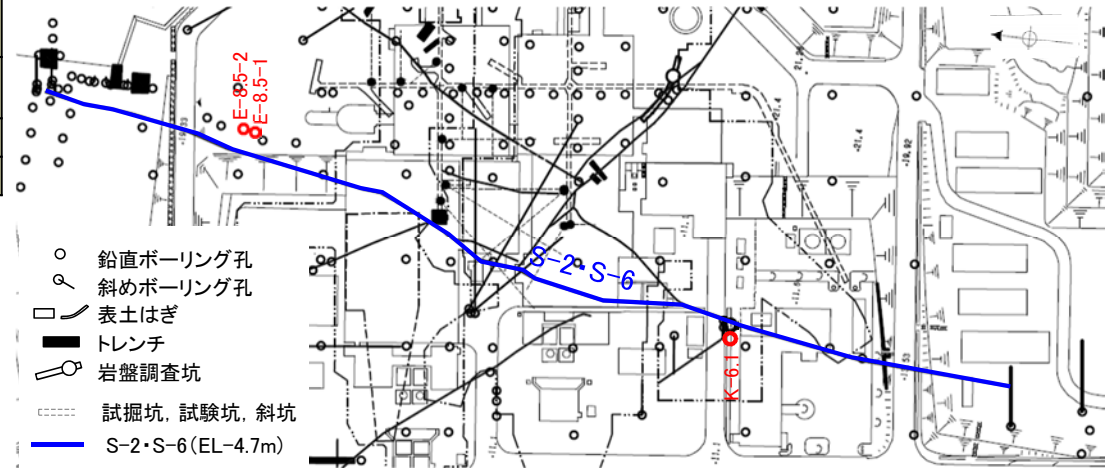 E-8.5-2
E-8.5-1
S-2・S-6
K-6.1
21.4
鉛直ボーリング孔
斜めボーリング孔
表土はぎ
トレンチ
岩盤調査坑
試掘坑，試験坑，斜坑
S-2・S-6(EL-4.7m)